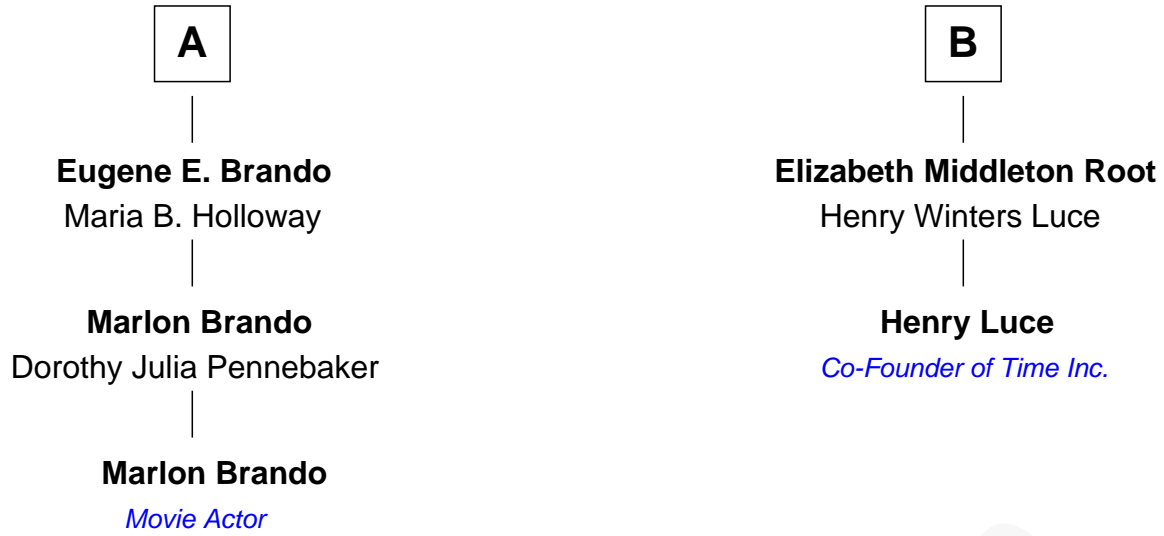 A
B
Eugene E. Brando
Maria B. Holloway
Elizabeth Middleton Root
Henry Winters Luce
Marlon Brando
Dorothy Julia Pennebaker
Henry Luce
Co-Founder of Time Inc.
Marlon Brando
Movie Actor